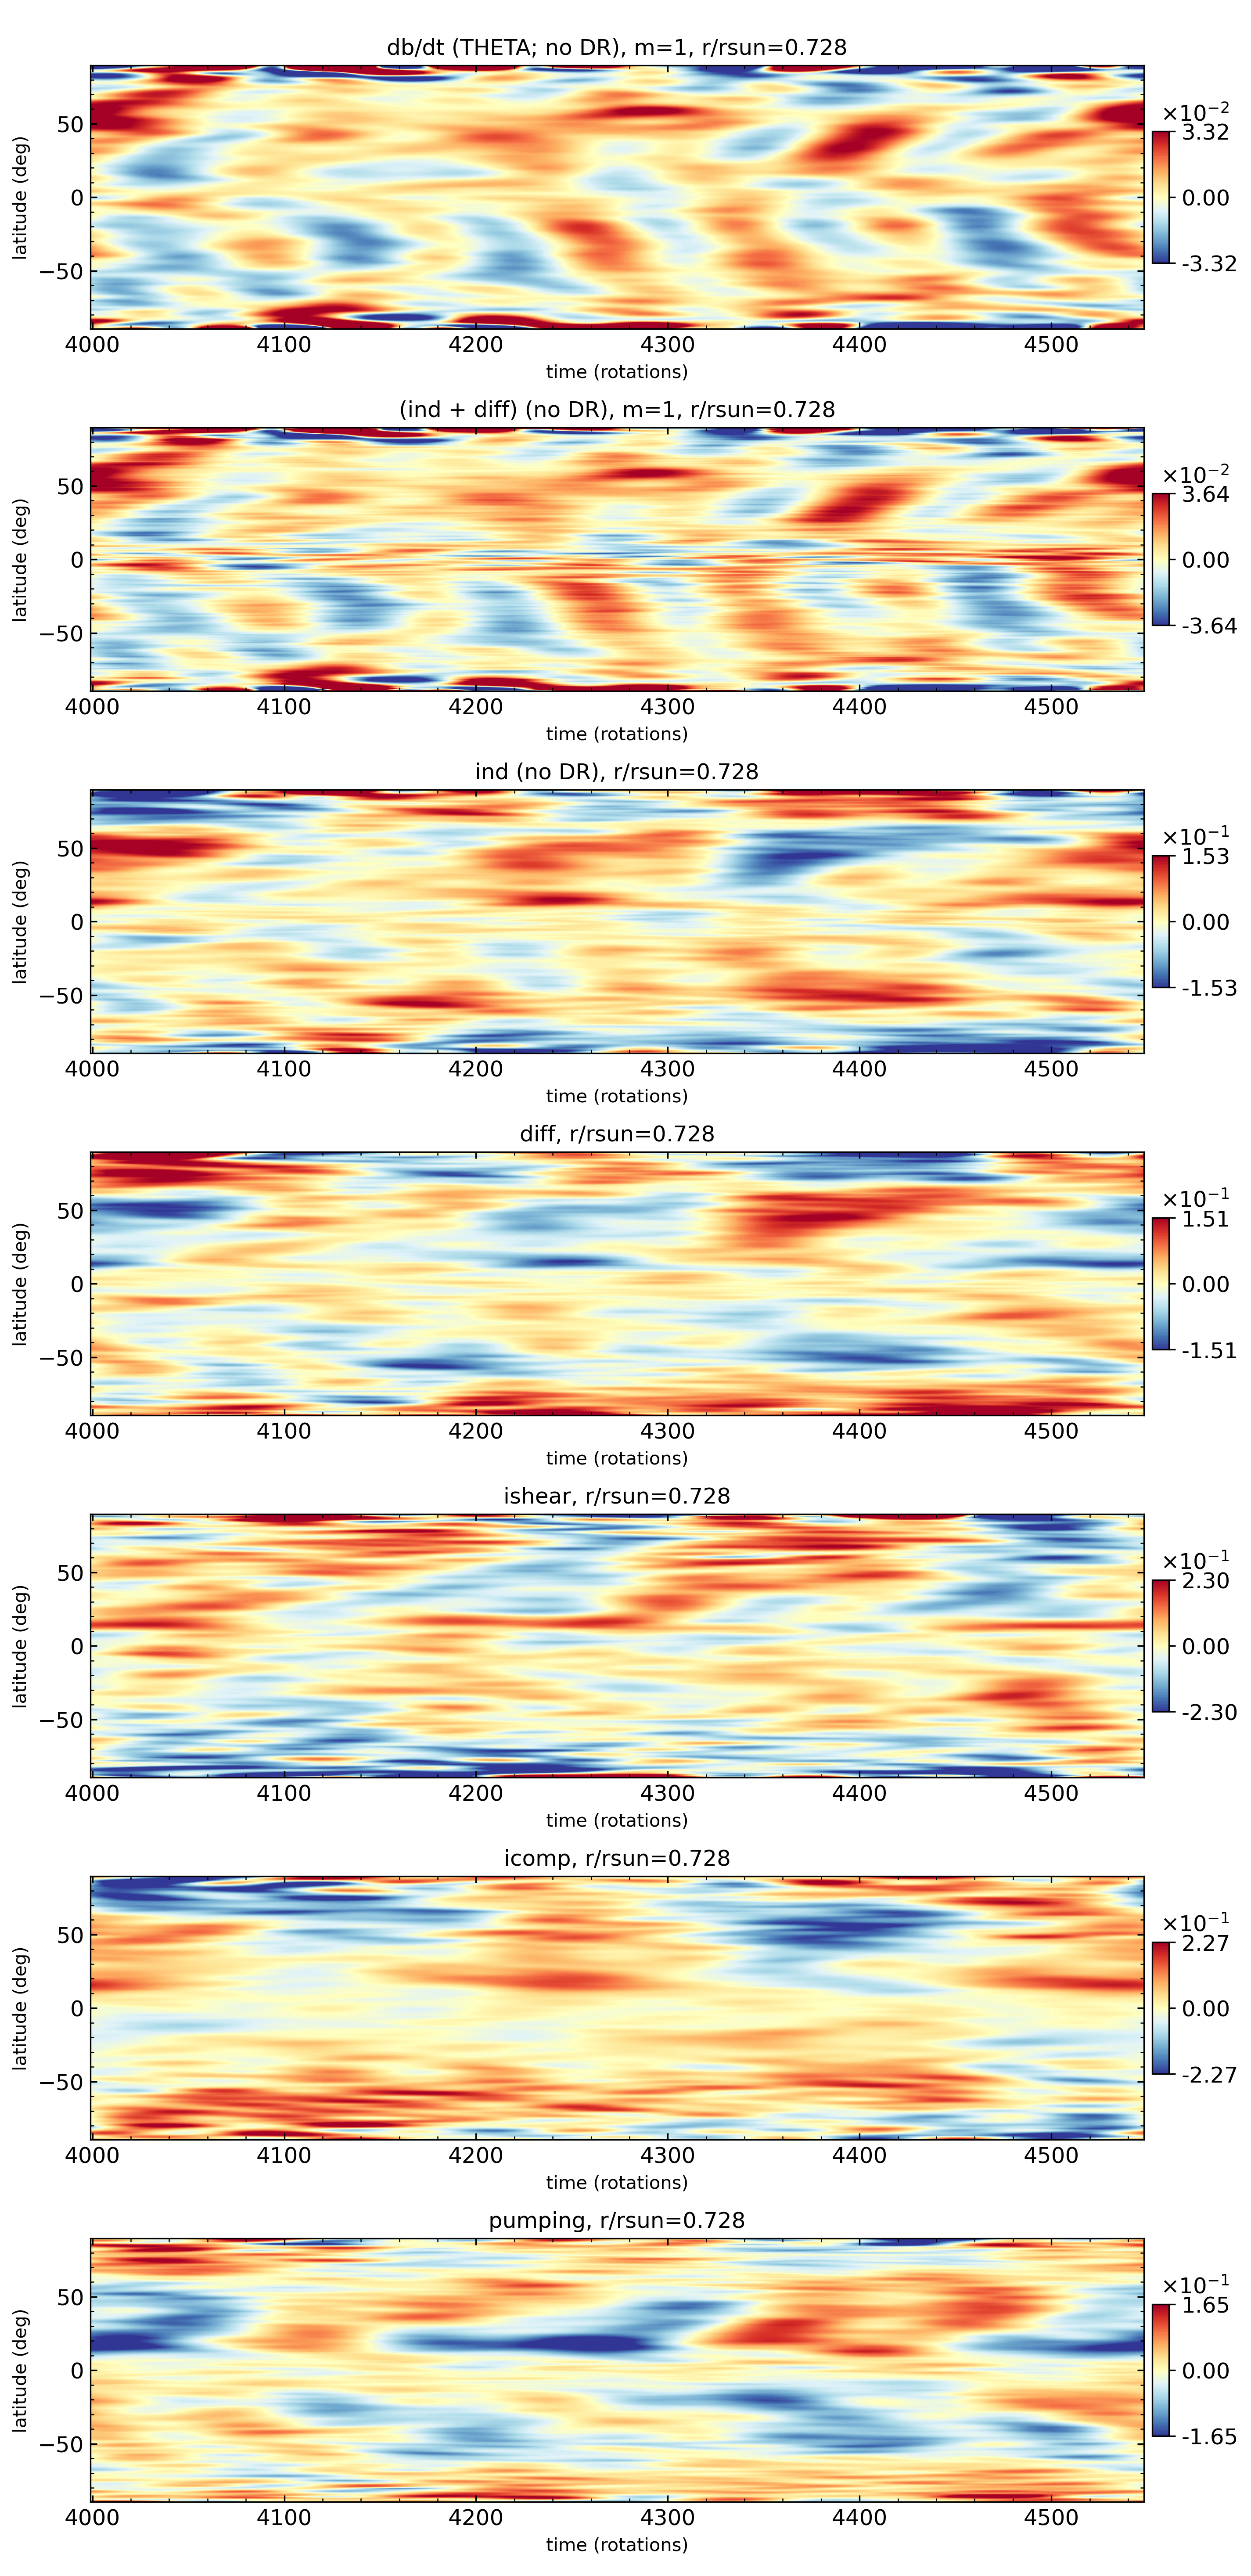 db/dt (THETA; no DR), m=1, r/rsun=0.728
×10⁻²
3.32
0.00
-3.32
latitude (deg)
50
0
−50
4000 4100 4200 4300 4400 4500
time (rotations)
(ind + diff) (no DR), m=1, r/rsun=0.728
×10⁻²
3.64
0.00
-3.64
latitude (deg)
50
0
−50
4000 4100 4200 4300 4400 4500
time (rotations)
ind (no DR), r/rsun=0.728
×10⁻¹
1.53
0.00
-1.53
latitude (deg)
50
0
−50
4000 4100 4200 4300 4400 4500
time (rotations)
diff, r/rsun=0.728
×10⁻¹
1.51
0.00
-1.51
latitude (deg)
50
0
−50
4000 4100 4200 4300 4400 4500
time (rotations)
ishear, r/rsun=0.728
×10⁻¹
2.30
0.00
-2.30
latitude (deg)
50
0
−50
4000 4100 4200 4300 4400 4500
time (rotations)
icomp, r/rsun=0.728
×10⁻¹
2.27
0.00
-2.27
latitude (deg)
50
0
−50
4000 4100 4200 4300 4400 4500
time (rotations)
pumping, r/rsun=0.728
×10⁻¹
1.65
0.00
-1.65
latitude (deg)
50
0
−50
4000 4100 4200 4300 4400 4500
time (rotations)